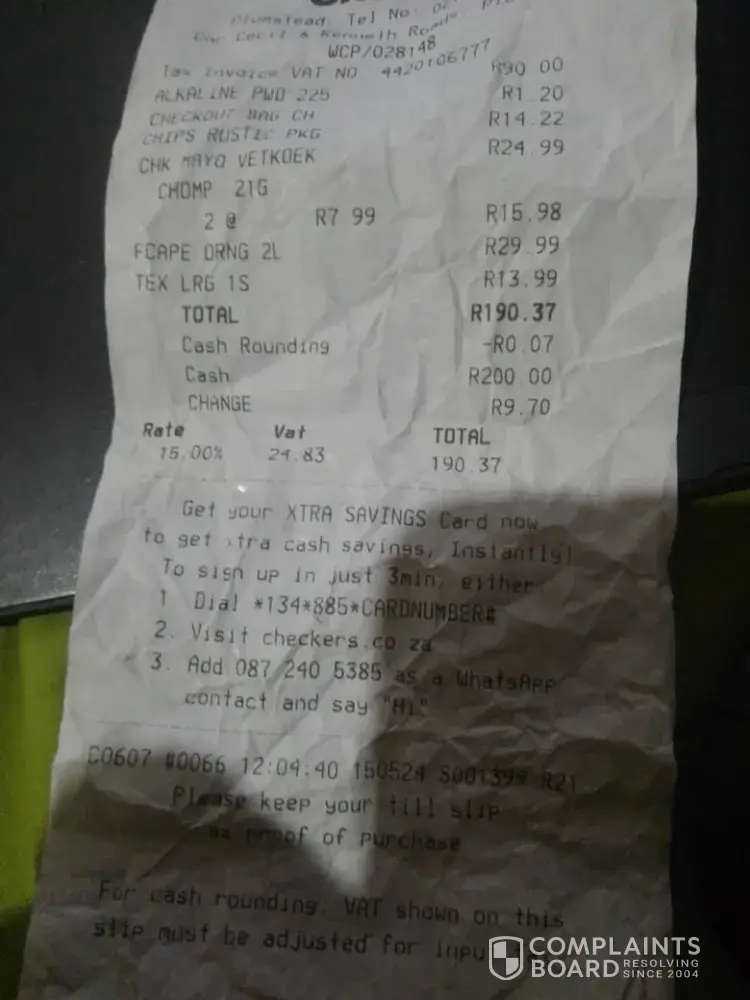 Plumstead Tel No:
Cnr Cecil & Kenneth Roads,
WCP/028148
Tax Invoice VAT NO 4420106777
ALKALINE PWD 225 R90 00
CHECKOUT BAG CH R1.20
CHIPS RUSTIC PKG R14.22
CHK MAYO VETKOEK R24.99
CHOMP 21G
2 @ R7 99 R15.98
FCAPE ORNG 2L R29.99
TEX LRG 1S R13.99
TOTAL R190.37
Cash Rounding -R0.07
Cash R200.00
CHANGE R9.70
Rate Vat TOTAL
15.00% 24.83 190.37
Get your XTRA SAVINGS Card now
to get xtra cash savings, Instantly!
To sign up in just 3min, either
1 Dial *134*885*CARDNUMBER#
2. Visit checkers.co za
3. Add 087 240 5385 as a WhatsApp
contact and say "Hi"
C0607 #0066 12:04:40 150524 S001399 R21
Please keep your till slip
as proof of purchase
For cash rounding. VAT shown on this
slip must be adjusted for
COMPLAINTS
BOARD RESOLVING SINCE 2004